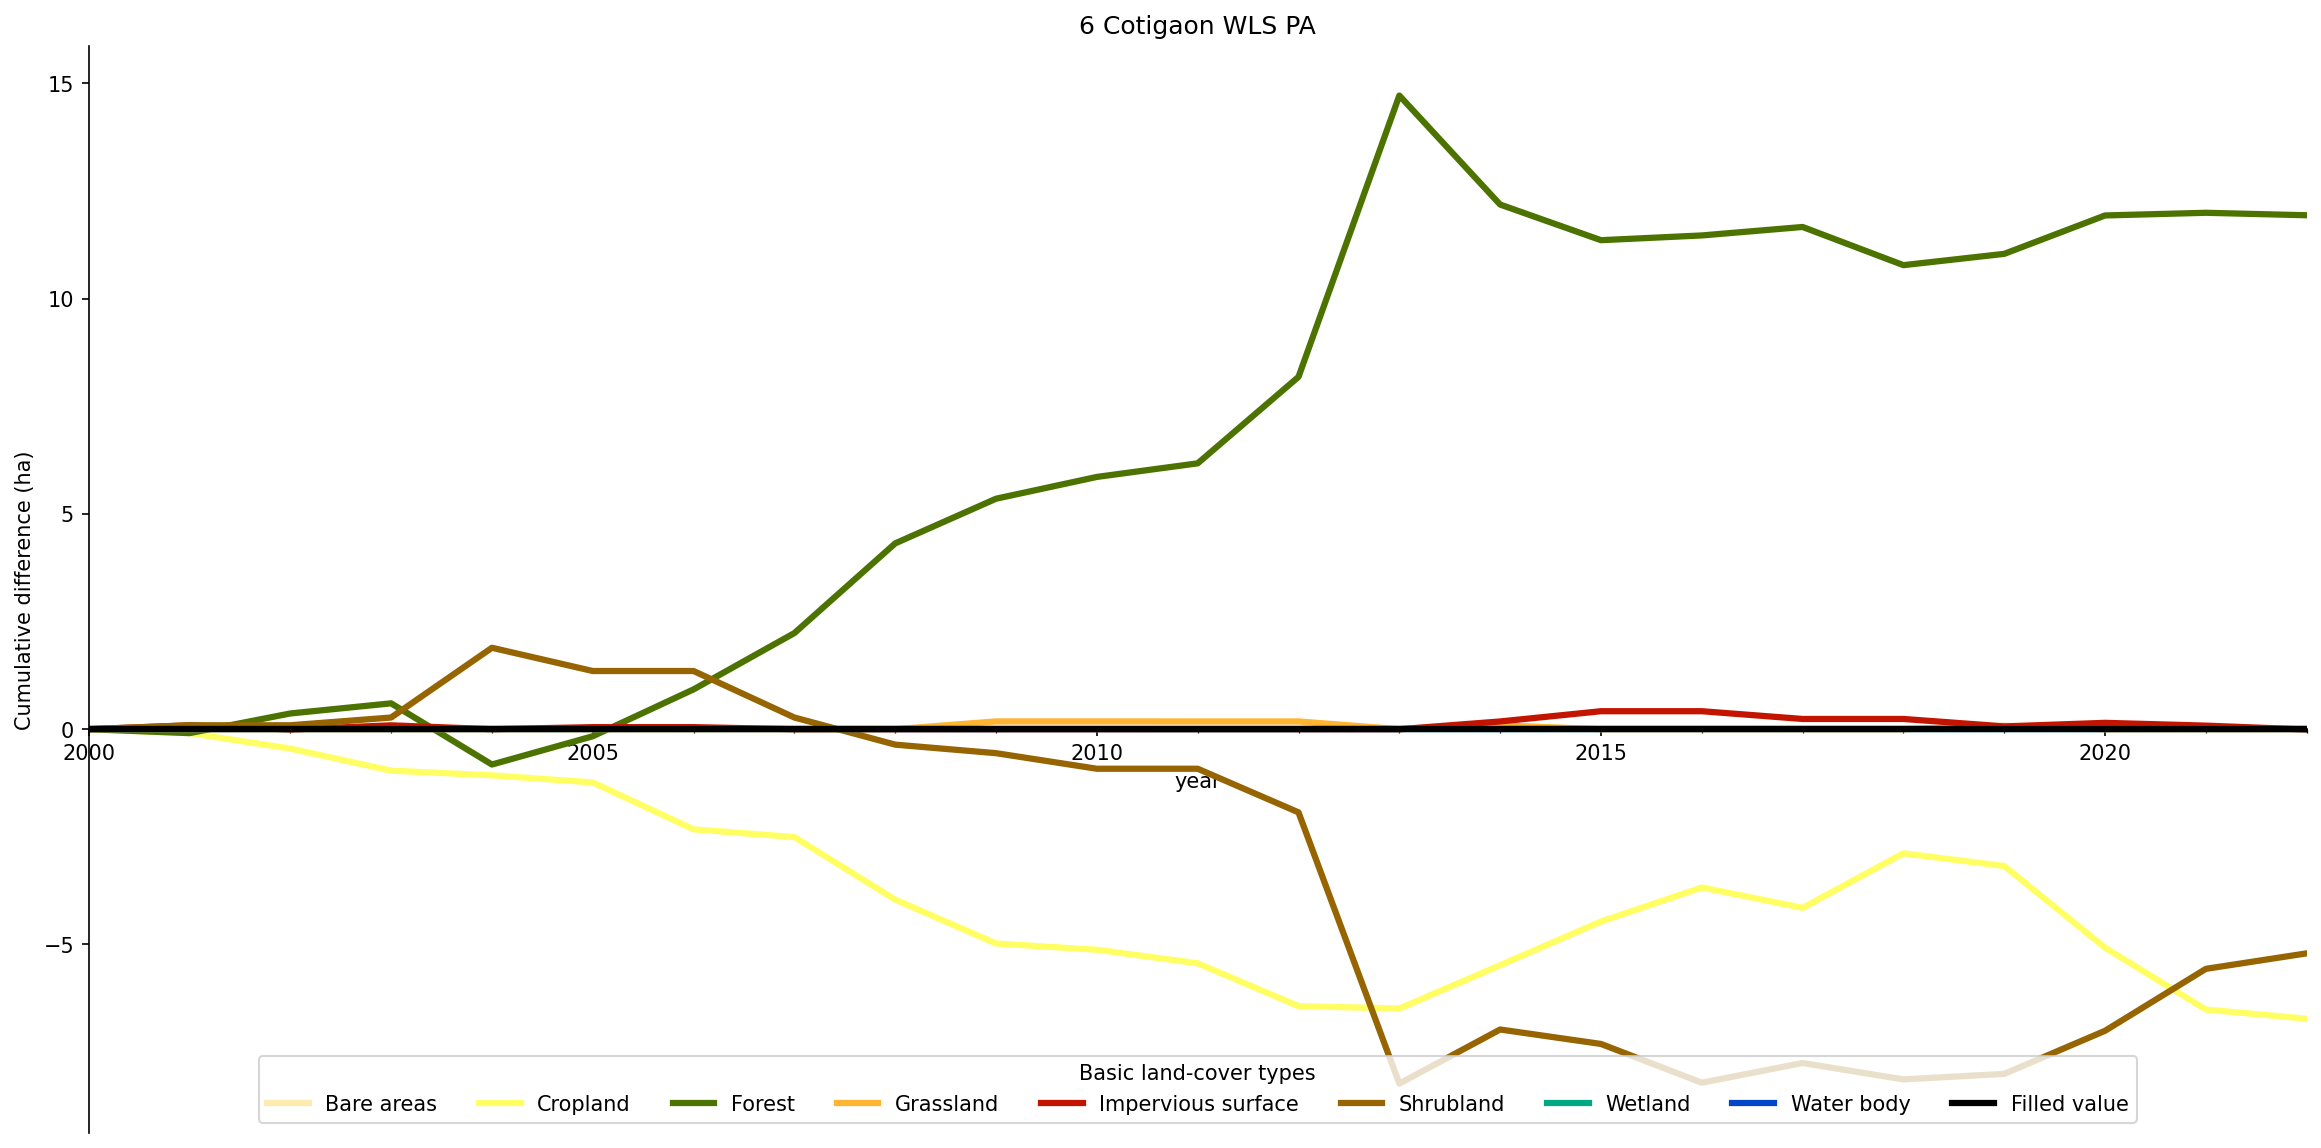 6 Cotigaon WLS PA
15
10
5
0
−5
Cumulative difference (ha)
2000 2005 2010 2015 2020
year
Basic land-cover types
Bare areas Cropland Forest Grassland Impervious surface Shrubland Wetland Water body Filled value